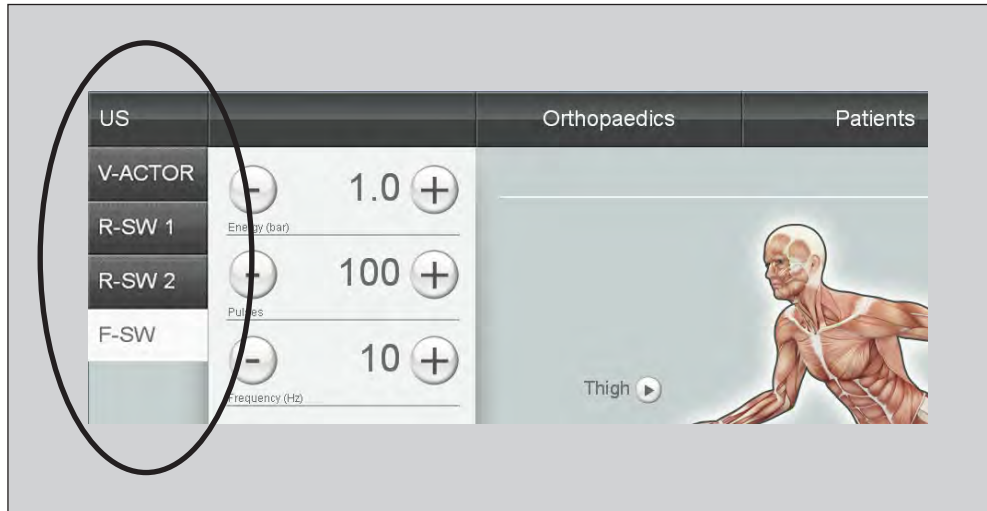 US
Orthopaedics
Patients
V-ACTOR
R-SW 1
R-SW 2
F-SW
1.0
Energy (bar)
100
Pulses
10
Frequency (Hz)
Thigh